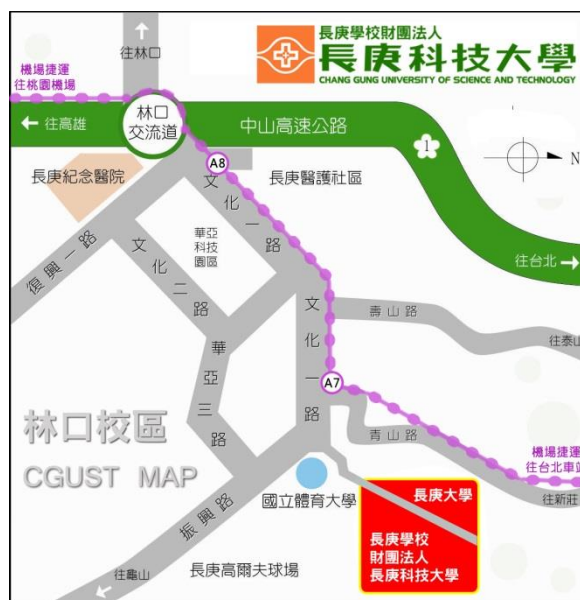 長庚學校財團法人
長庚科技大學
CHANG GUNG UNIVERSITY OF SCIENCE AND TECHNOLOGY
往林口
機場捷運
往桃園機場
林口
交流道
往高雄
中山高速公路
1
N
A8
長庚紀念醫院
長庚醫護社區
文化一路
華亞
科技
園區
復興一路
文化二路
往台北
文化一路
壽山路
往泰山
華亞三路
A7
林口校區
CGUST MAP
青山路
機場捷運
往台北車站
往新莊
國立體育大學
長庚大學
振興路
長庚學校
財團法人
長庚科技大學
往龜山
長庚高爾夫球場